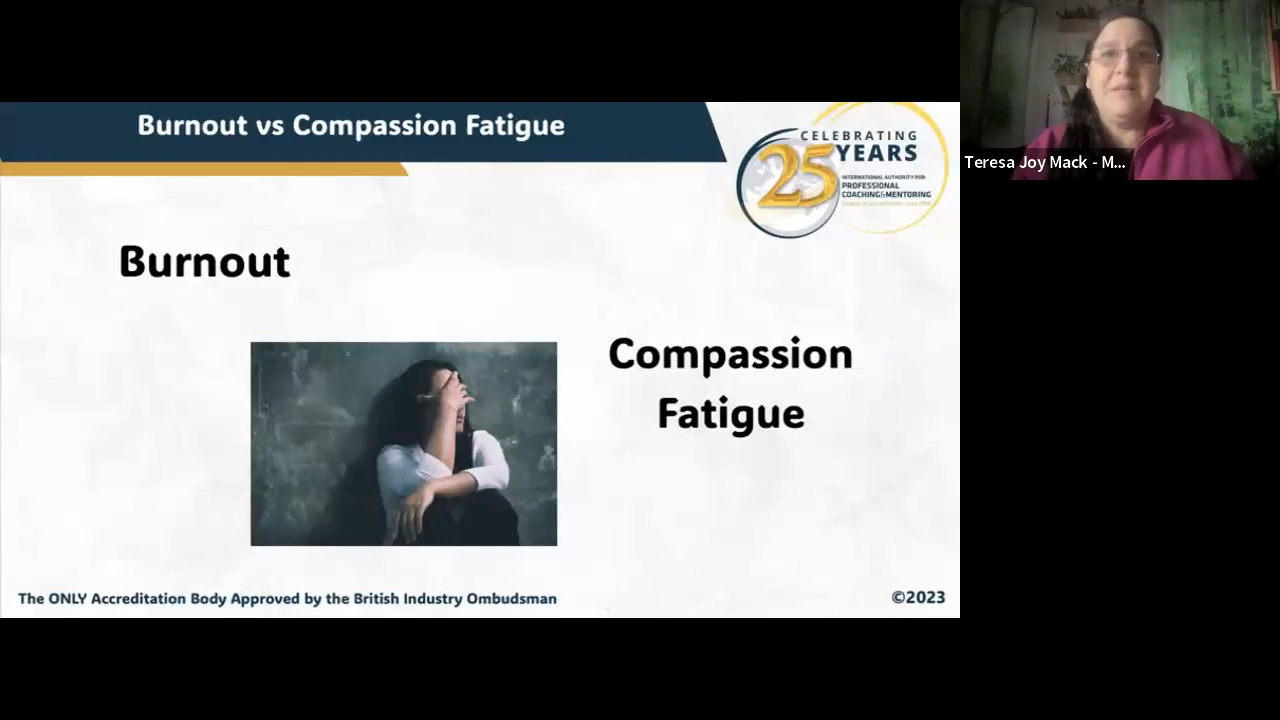 Burnout vs Compassion Fatigue
CELEBRATING
25 YEARS
INTERNATIONAL AUTHORITY FOR
PROFESSIONAL
COACHING&MENTORING
Teresa Joy Mack - M...
Burnout
Compassion
Fatigue
The ONLY Accreditation Body Approved by the British Industry Ombudsman
©2023